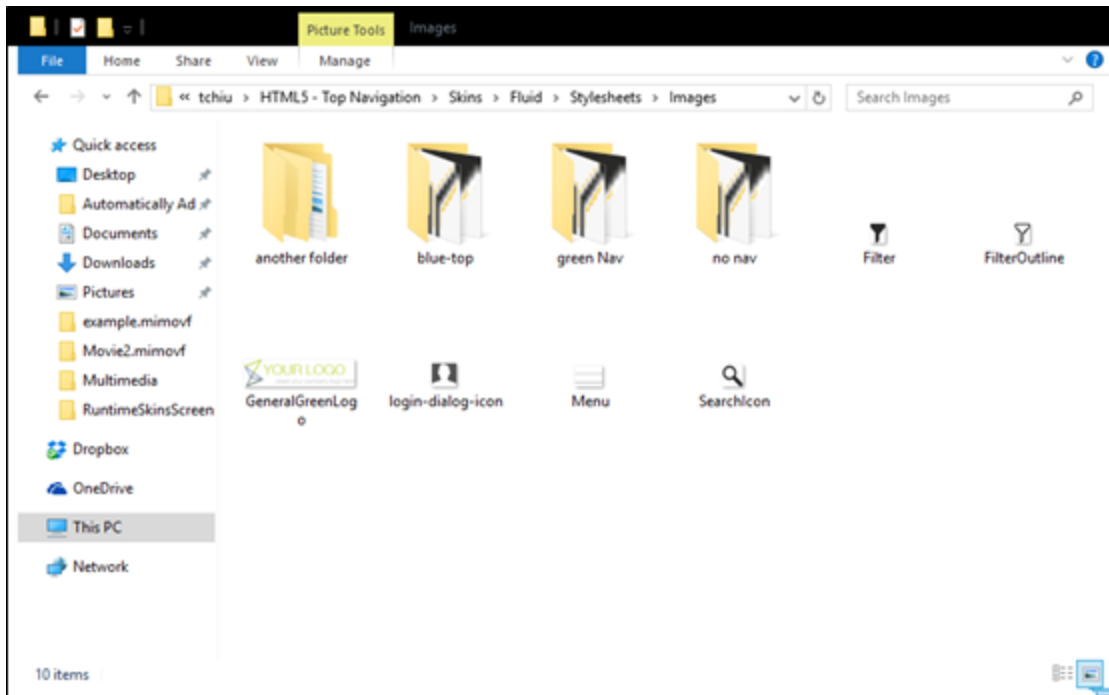 Picture Tools
Images
File Home Share View Manage
« tchiu > HTML5 - Top Navigation > Skins > Fluid > Stylesheets > Images
Search Images
Quick access
Desktop
Automatically Ad
Documents
Downloads
Pictures
example.mimovf
Movie2.mimovf
Multimedia
RuntimeSkinsScreen
Dropbox
OneDrive
This PC
Network
another folder
blue-top
green Nav
no nav
Filter
FilterOutline
YOUR LOGO
GeneralGreenLog
o
login-dialog-icon
Menu
SearchIcon
10 items